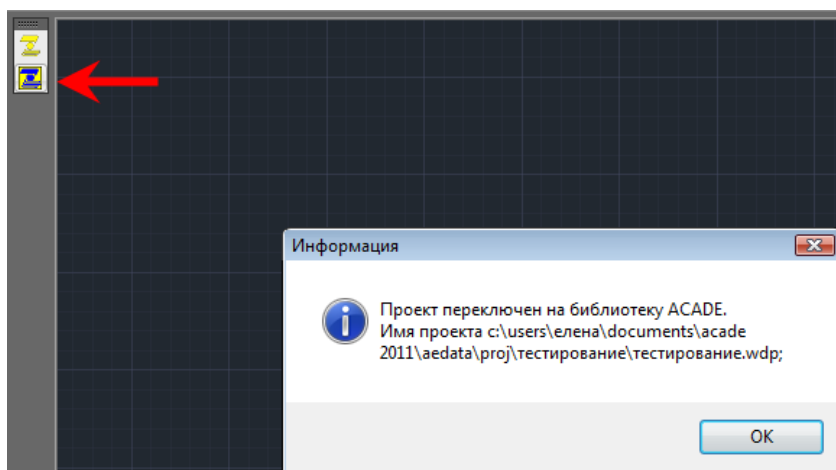 Информация
Проект переключен на библиотеку ACADE.
Имя проекта c:\users\елена\documents\acade
2011\aedata\proj\тестирование\тестирование.wdp;
OK